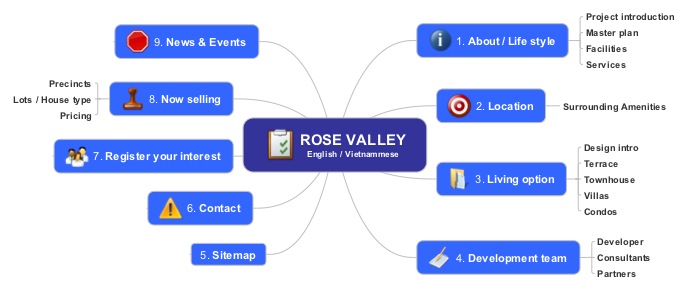 ROSE VALLEY
English / Vietnammese
1. About / Life style
Project introduction
Master plan
Facilities
Services
2. Location
Surrounding Amenities
3. Living option
Design intro
Terrace
Townhouse
Villas
Condos
4. Development team
Developer
Consultants
Partners
5. Sitemap
6. Contact
7. Register your interest
8. Now selling
Precincts
Lots / House type
Pricing
9. News & Events